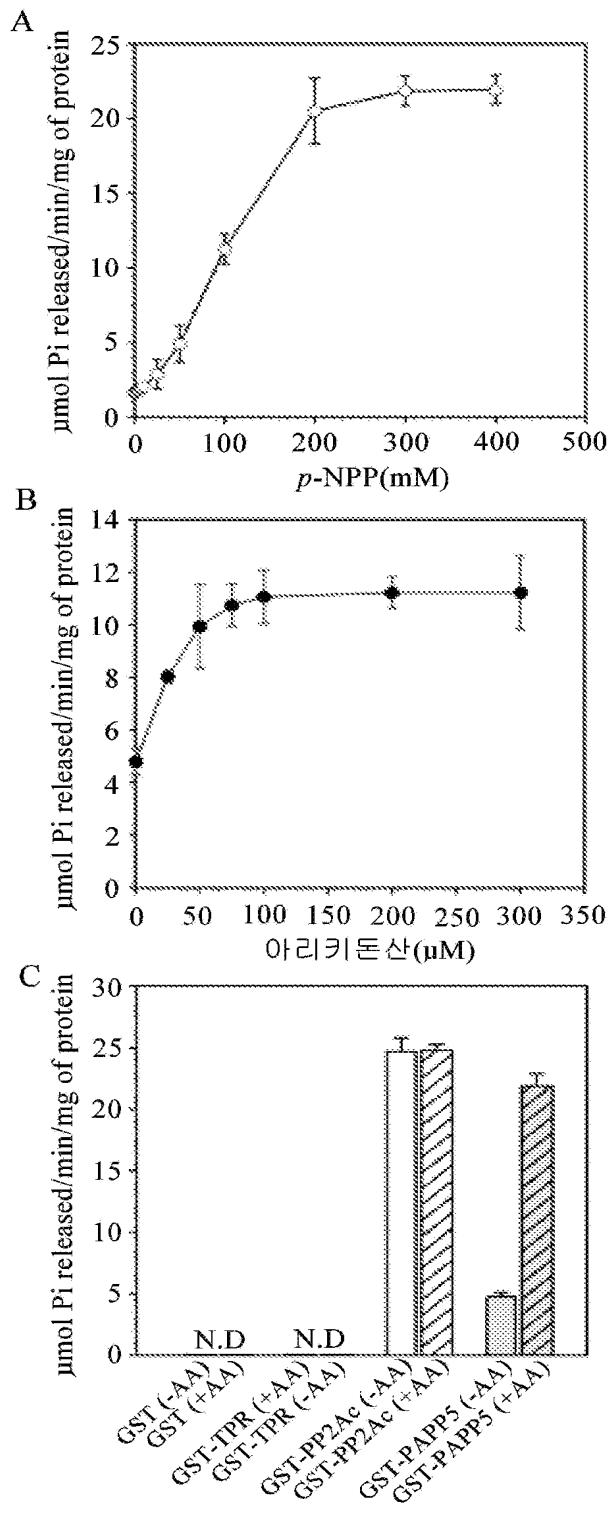 A
µmol Pi released/min/mg of protein
25
20
15
10
5
0
0 100 200 300 400 500
p-NPP(mM)
B
µmol Pi released/min/mg of protein
14
12
10
8
6
4
2
0
0 50 100 150 200 250 300 350
아리키돈산(µM)
C
µmol Pi released/min/mg of protein
30
25
20
15
10
5
0
N.D N.D
GST (-AA)
GST (+AA)
GST-TPR (+AA)
GST-TPR (-AA)
GST-PP2Ac (-AA)
GST-PP2Ac (+AA)
GST-PAPP5 (-AA)
GST-PAPP5 (+AA)